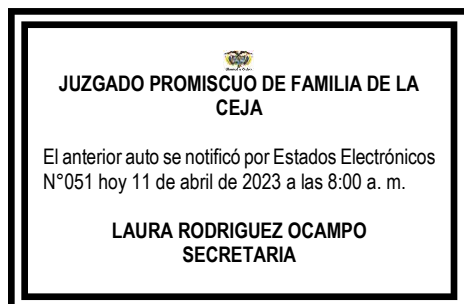 JUZGADO PROMISCUO DE FAMILIA DE LA
CEJA
El anterior auto se notificó por Estados Electrónicos
N°051 hoy 11 de abril de 2023 a las 8:00 a. m.
LAURA RODRIGUEZ OCAMPO
SECRETARIA